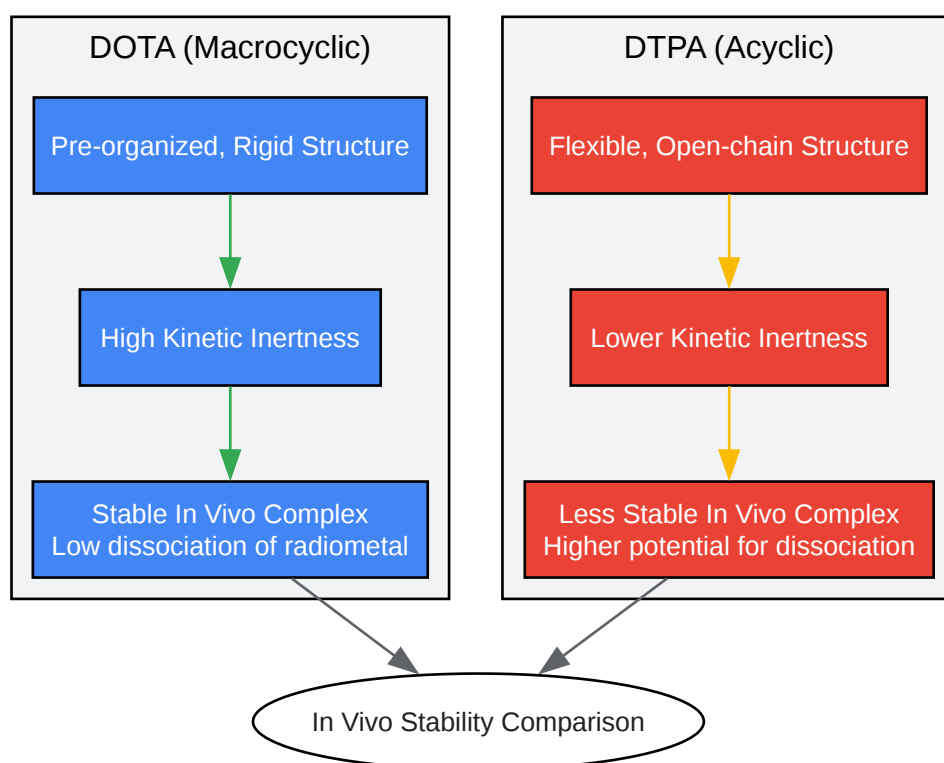 DOTA (Macrocyclic)
Pre-organized, Rigid Structure
High Kinetic Inertness
Stable In Vivo Complex
Low dissociation of radiometal
DTPA (Acyclic)
Flexible, Open-chain Structure
Lower Kinetic Inertness
Less Stable In Vivo Complex
Higher potential for dissociation
In Vivo Stability Comparison